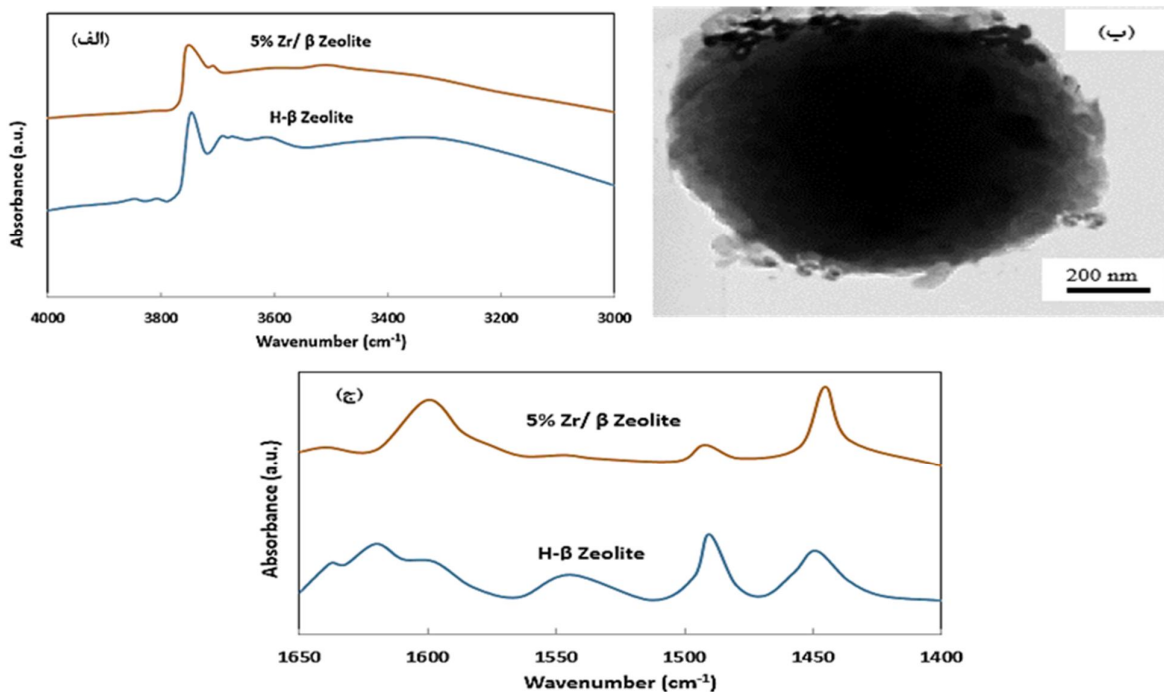 (الف)
5% Zr/ β Zeolite
H-β Zeolite
Absorbance (a.u.)
4000 3800 3600 3400 3200 3000
Wavenumber (cm⁻¹)
(ب)
200 nm
(ج)
5% Zr/ β Zeolite
H-β Zeolite
Absorbance (a.u.)
1650 1600 1550 1500 1450 1400
Wavenumber (cm⁻¹)